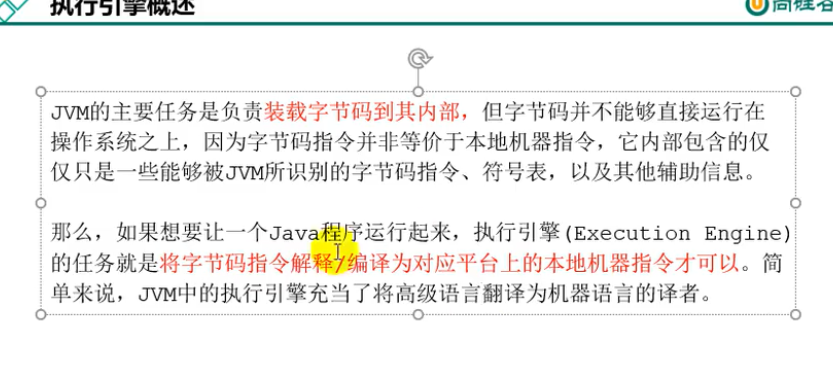 执行引擎概述
尚硅谷
JVM的主要任务是负责装载字节码到其内部，但字节码并不能够直接运行在
操作系统之上，因为字节码指令并非等价于本地机器指令，它内部包含的仅
仅只是一些能够被JVM所识别的字节码指令、符号表，以及其他辅助信息。
那么，如果想要让一个Java程序运行起来，执行引擎(Execution Engine)
的任务就是将字节码指令解释/编译为对应平台上的本地机器指令才可以。简
单来说，JVM中的执行引擎充当了将高级语言翻译为机器语言的译者。